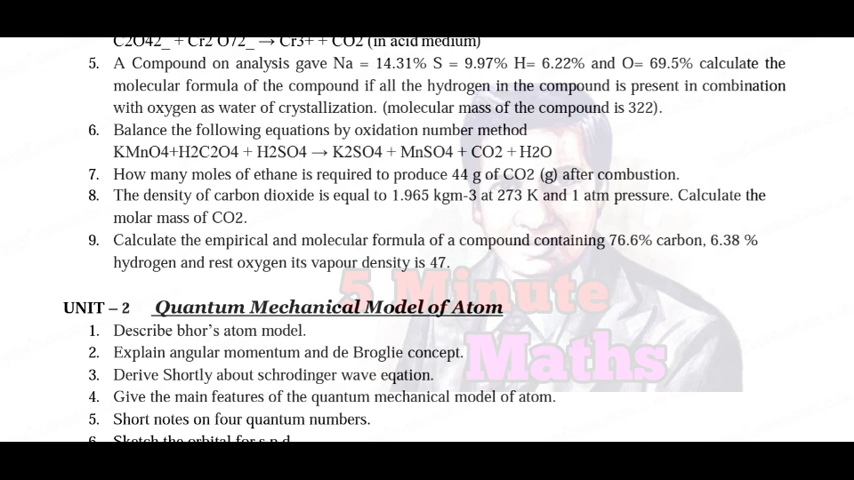 C2O42_ + Cr2 O72_ → Cr3+ + CO2 (in acid medium)
5. A Compound on analysis gave Na = 14.31% S = 9.97% H= 6.22% and O= 69.5% calculate the
molecular formula of the compound if all the hydrogen in the compound is present in combination
with oxygen as water of crystallization. (molecular mass of the compound is 322).
6. Balance the following equations by oxidation number method
KMnO4+H2C2O4 + H2SO4 → K2SO4 + MnSO4 + CO2 + H2O
7. How many moles of ethane is required to produce 44 g of CO2 (g) after combustion.
8. The density of carbon dioxide is equal to 1.965 kgm-3 at 273 K and 1 atm pressure. Calculate the
molar mass of CO2.
9. Calculate the empirical and molecular formula of a compound containing 76.6% carbon, 6.38 %
hydrogen and rest oxygen its vapour density is 47.
5 Minute
UNIT – 2 Quantum Mechanical Model of Atom
1. Describe bhor's atom model.
2. Explain angular momentum and de Broglie concept.
Maths
3. Derive Shortly about schrodinger wave eqation.
4. Give the main features of the quantum mechanical model of atom.
5. Short notes on four quantum numbers.
6. Sketch the orbital for s,p,d